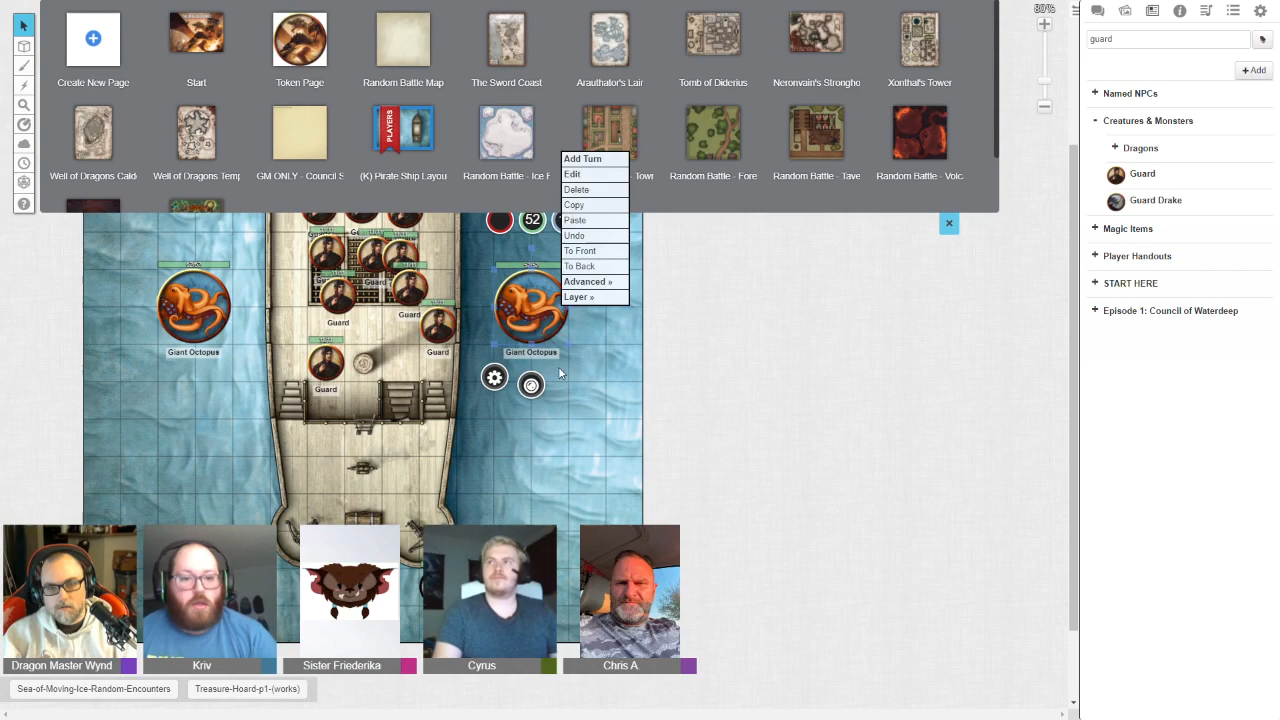 80%
guard
Add
Create New Page
Start
Token Page
Random Battle Map
The Sword Coast
Arauthator's Lair
Tomb of Diderius
Neronvain's Strongho
Xonthal's Tower
Named NPCs
Creatures & Monsters
Dragons
Guard
Guard Drake
Magic Items
Player Handouts
START HERE
Episode 1: Council of Waterdeep
PLAYERS
Well of Dragons Cald
Well of Dragons Temp
GM ONLY - Council S
(K) Pirate Ship Layou
Random Battle - Ice F
Town
Random Battle - Fore
Random Battle - Tave
Random Battle - Volc
Add Turn
Edit
Delete
Copy
Paste
Undo
To Front
To Back
Advanced »
Layer »
52
Guard
Guard
Guard
Guard
Guard
Guard
Giant Octopus
Giant Octopus
Dragon Master Wynd
Kriv
Sister Friederika
Cyrus
Chris A
Sea-of-Moving-Ice-Random-Encounters
Treasure-Hoard-p1-(works)